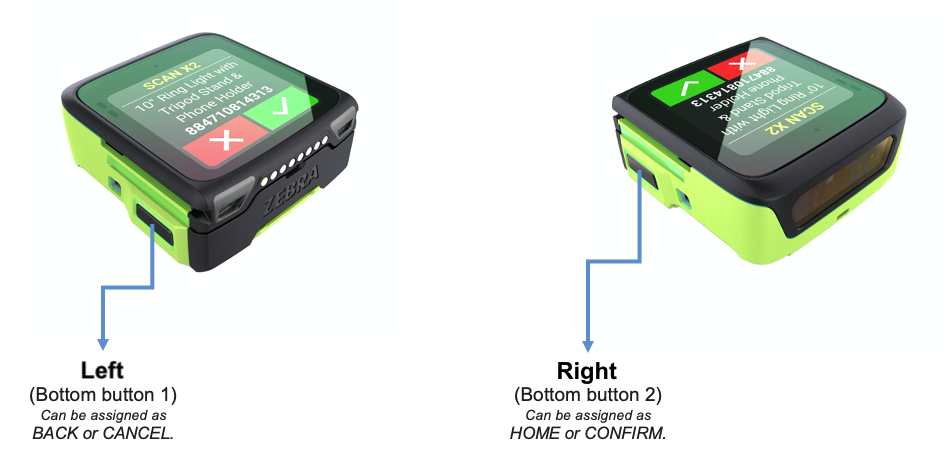 SCAN X2
10" Ring Light with
Tripod Stand &
Phone Holder
884710814313
ZEBRA
Left
(Bottom button 1)
Can be assigned as
BACK or CANCEL.
SCAN X2
10" Ring Light with
Tripod Stand &
Phone Holder
884710814313
Right
(Bottom button 2)
Can be assigned as
HOME or CONFIRM.